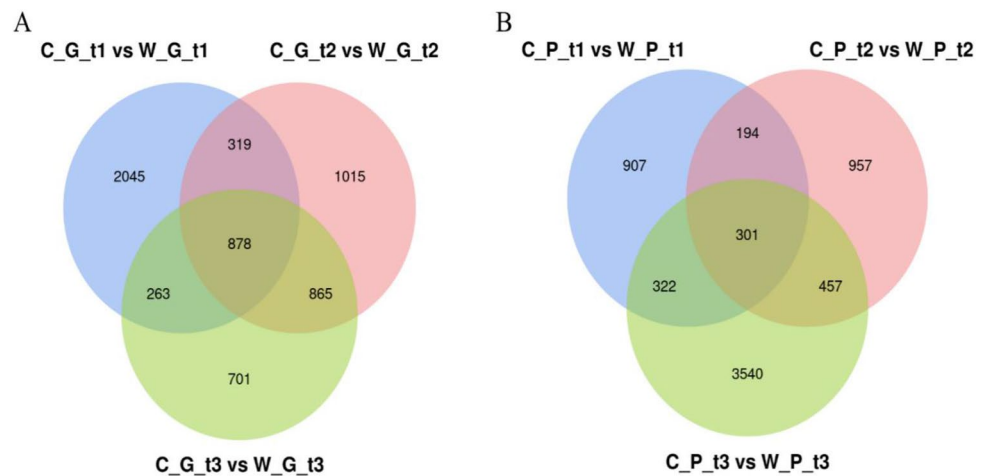 A
B
C_G_t1 vs W_G_t1
C_G_t2 vs W_G_t2
2045
319
1015
878
263
865
701
C_G_t3 vs W_G_t3
C_P_t1 vs W_P_t1
C_P_t2 vs W_P_t2
907
194
957
301
322
457
3540
C_P_t3 vs W_P_t3